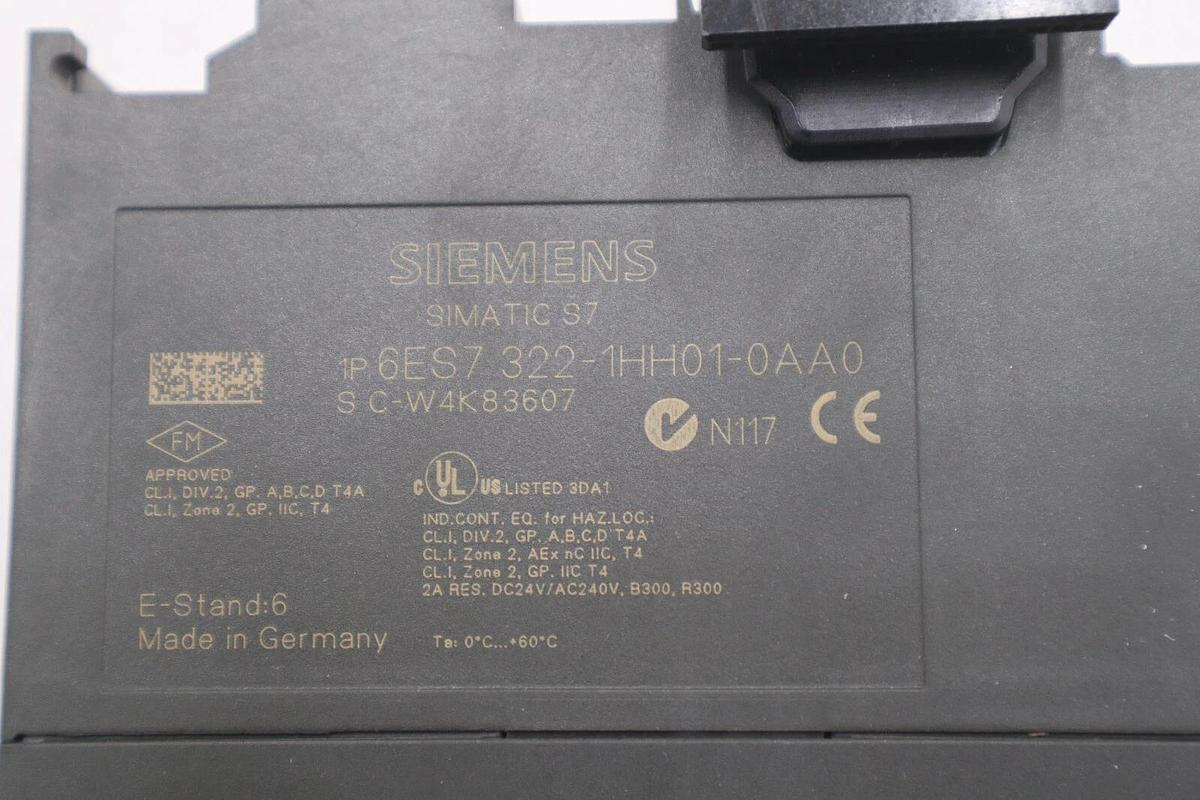 SIEMENS
SIMATIC S7
1P 6ES7 322-1HH01-0AA0
S C-W4K83607
N117 CE
FM
APPROVED
CL.I, DIV.2, GP. A,B,C,D T4A
CL.I, Zone 2, GP. IIC, T4
C UL US LISTED 3DA1
IND.CONT. EQ. for HAZ.LOC.:
CL.I, DIV.2, GP. A,B,C,D T4A
CL.I, Zone 2, AEx nC IIC, T4
CL.I, Zone 2, GP. IIC T4
2A RES. DC24V/AC240V, B300, R300
E-Stand:6
Made in Germany
Ta: 0°C...+60°C